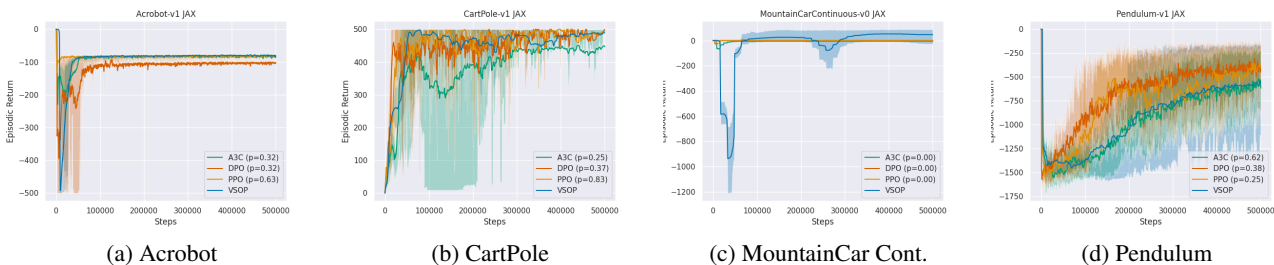 Acrobot-v1 JAX
0
−100
−200
−300
−400
−500
Episodic Return
0 100000 200000 300000 400000 500000
Steps
A3C (p=0.32)
DPO (p=0.32)
PPO (p=0.63)
VSOP
(a) Acrobot
CartPole-v1 JAX
500
400
300
200
100
0
Episodic Return
0 100000 200000 300000 400000 500000
Steps
A3C (p=0.25)
DPO (p=0.37)
PPO (p=0.83)
VSOP
(b) CartPole
MountainCarContinuous-v0 JAX
0
−200
−400
−600
−800
−1000
−1200
Episodic Return
0 100000 200000 300000 400000 500000
Steps
A3C (p=0.00)
DPO (p=0.00)
PPO (p=0.00)
VSOP
(c) MountainCar Cont.
Pendulum-v1 JAX
0
−250
−500
−750
−1000
−1250
−1500
−1750
Episodic Return
0 100000 200000 300000 400000 500000
Steps
A3C (p=0.62)
DPO (p=0.38)
PPO (p=0.25)
VSOP
(d) Pendulum